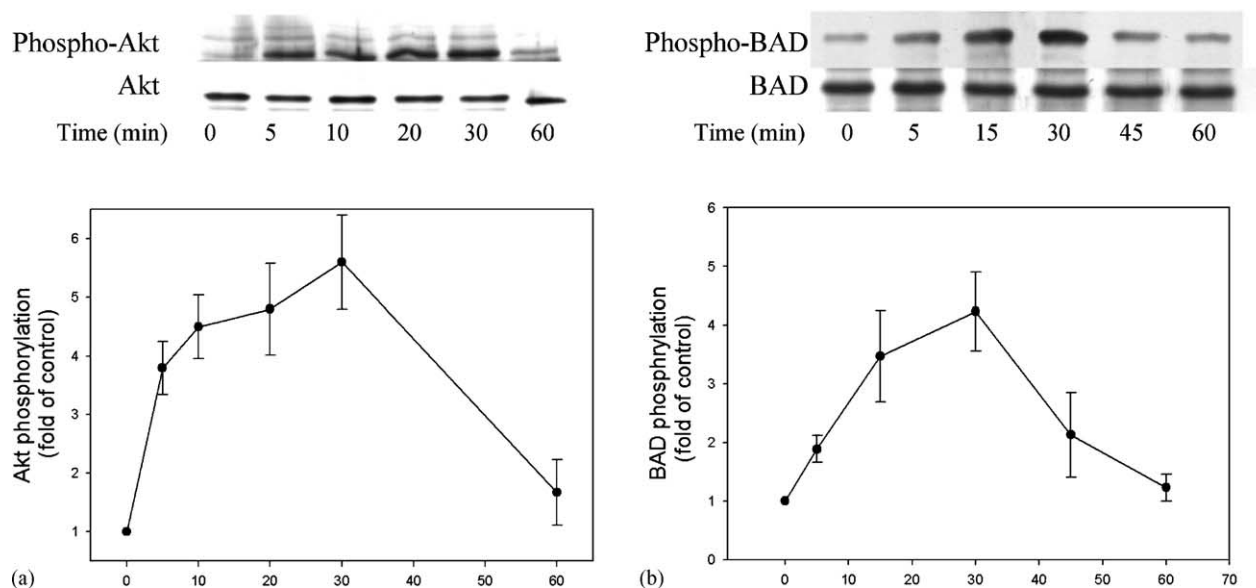 Phospho-Akt
Akt
Time (min) 0 5 10 20 30 60
6
5
4
3
2
1
Akt phosphorylation
(fold of control)
0 10 20 30 40 50 60
(a)
Phospho-BAD
BAD
Time (min) 0 5 15 30 45 60
6
5
4
3
2
1
0
BAD phosphrylation
(fold of control)
0 10 20 30 40 50 60 70
(b)